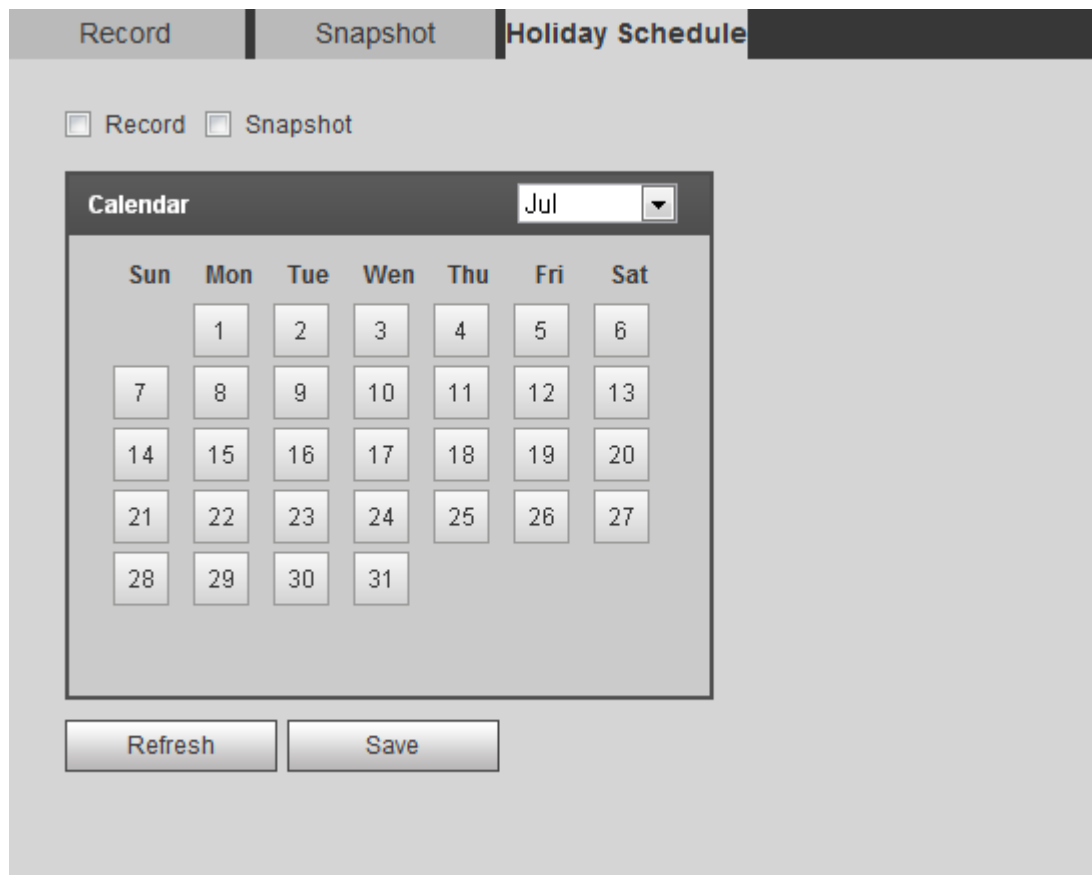 Record Snapshot Holiday Schedule
Record Snapshot
Calendar Jul
Sun Mon Tue Wen Thu Fri Sat
1 2 3 4 5 6
7 8 9 10 11 12 13
14 15 16 17 18 19 20
21 22 23 24 25 26 27
28 29 30 31
Refresh Save